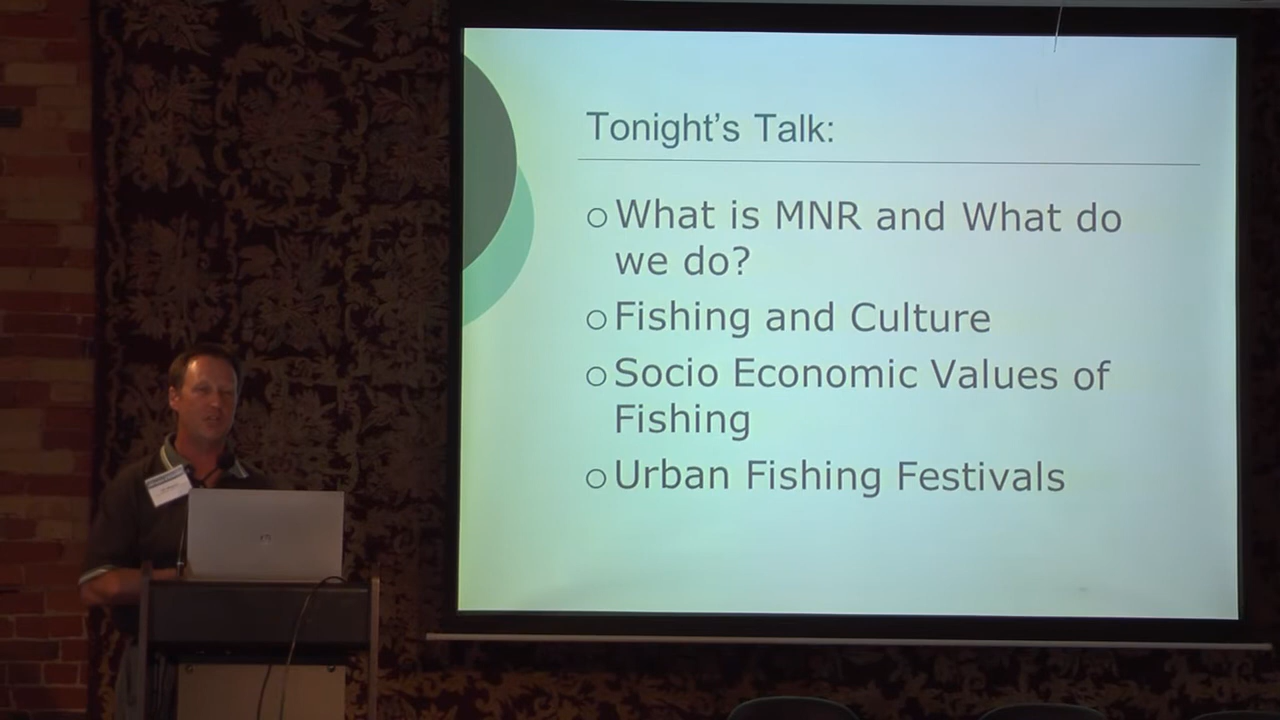 Tonight's Talk:
What is MNR and What do
we do?
Fishing and Culture
Socio Economic Values of
Fishing
Urban Fishing Festivals